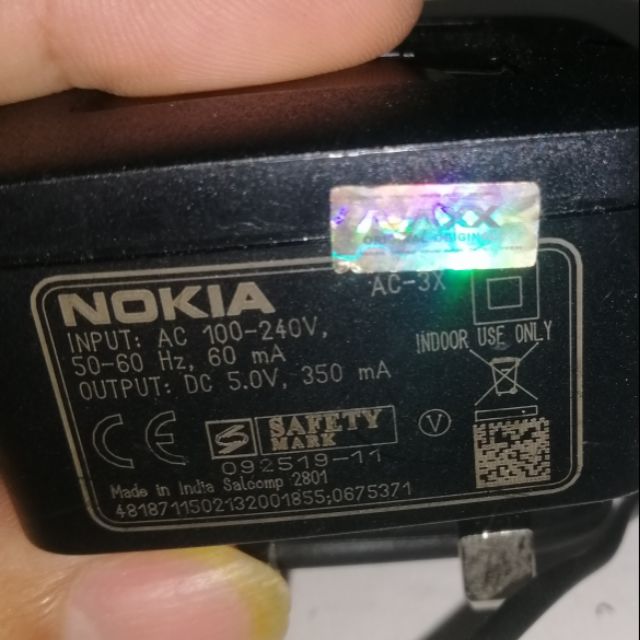 NOKIA
AC-3X
INPUT: AC 100-240V,
50-60 Hz, 60 mA
OUTPUT: DC 5.0V, 350 mA
INDOOR USE ONLY
CE
S SAFETY
MARK
V
092519-11
Made in India Salcomp 2801
4818711502132001855;0675371